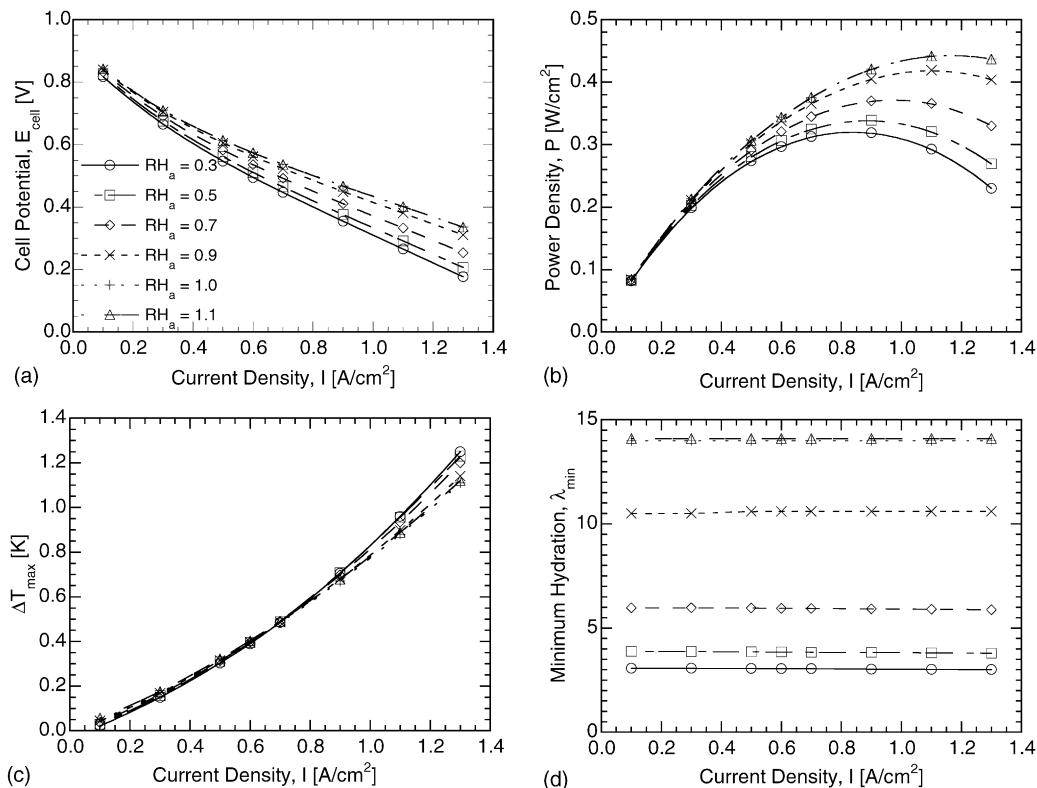 1.0
0.8
0.6
0.4
0.2
0.0
Cell Potential, E_cell [V]
RH_a = 0.3
RH_a = 0.5
RH_a = 0.7
RH_a = 0.9
RH_a = 1.0
RH_a = 1.1
0.0 0.2 0.4 0.6 0.8 1.0 1.2 1.4
(a)
Current Density, I [A/cm²]
0.5
0.4
0.3
0.2
0.1
0.0
Power Density, P [W/cm²]
0.0 0.2 0.4 0.6 0.8 1.0 1.2 1.4
(b)
Current Density, I [A/cm²]
1.4
1.2
1.0
0.8
0.6
0.4
0.2
0.0
ΔT_max [K]
0.0 0.2 0.4 0.6 0.8 1.0 1.2 1.4
(c)
Current Density, I [A/cm²]
15
10
5
0
Minimum Hydration, λ_min
0.0 0.2 0.4 0.6 0.8 1.0 1.2 1.4
(d)
Current Density, I [A/cm²]